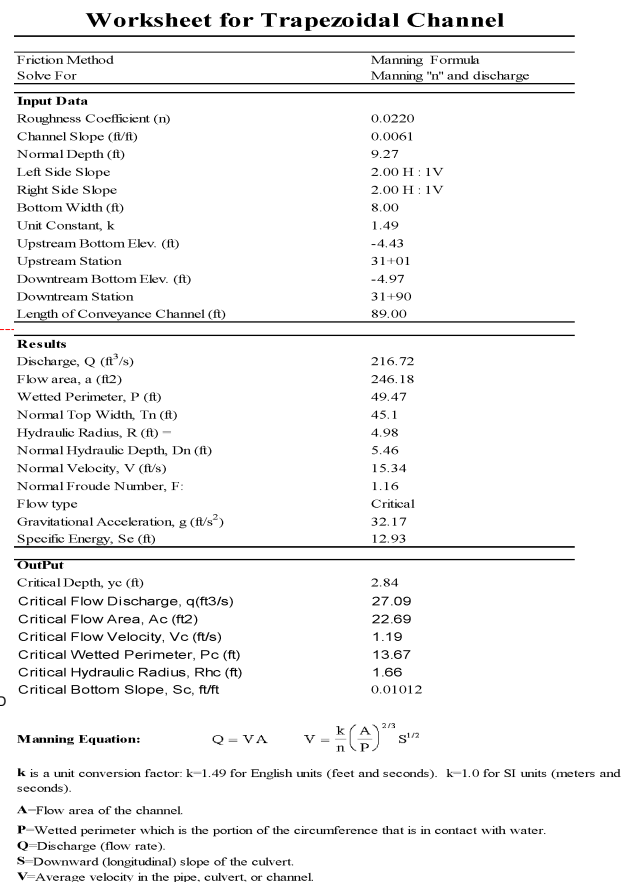 Worksheet for Trapezoidal Channel
Friction Method Manning Formula
Solve For Manning "n" and discharge
Input Data
Roughness Coefficient (n) 0.0220
Channel Slope (ft/ft) 0.0061
Normal Depth (ft) 9.27
Left Side Slope 2.00 H : 1V
Right Side Slope 2.00 H : 1V
Bottom Width (ft) 8.00
Unit Constant, k 1.49
Upstream Bottom Elev. (ft) -4.43
Upstream Station 31+01
Downtream Bottom Elev. (ft) -4.97
Downtream Station 31+90
Length of Conveyance Channel (ft) 89.00
Results
Discharge, Q (ft³/s) 216.72
Flow area, a (ft2) 246.18
Wetted Perimeter, P (ft) 49.47
Normal Top Width, Tn (ft) 45.1
Hydraulic Radius, R (ft) = 4.98
Normal Hydraulic Depth, Dn (ft) 5.46
Normal Velocity, V (ft/s) 15.34
Normal Froude Number, F: 1.16
Flow type Critical
Gravitational Acceleration, g (ft/s²) 32.17
Specific Energy, Se (ft) 12.93
OutPut
Critical Depth, yc (ft) 2.84
Critical Flow Discharge, q(ft3/s) 27.09
Critical Flow Area, Ac (ft2) 22.69
Critical Flow Velocity, Vc (ft/s) 1.19
Critical Wetted Perimeter, Pc (ft) 13.67
Critical Hydraulic Radius, Rhc (ft) 1.66
Critical Bottom Slope, Sc, ft/ft 0.01012
Manning Equation: Q = VA V = k/n (A/P)^2/3 S^1/2
k is a unit conversion factor: k=1.49 for English units (feet and seconds). k=1.0 for SI units (meters and
seconds).
A=Flow area of the channel.
P=Wetted perimeter which is the portion of the circumference that is in contact with water.
Q=Discharge (flow rate).
S=Downward (longitudinal) slope of the culvert.
V=Average velocity in the pipe, culvert, or channel.